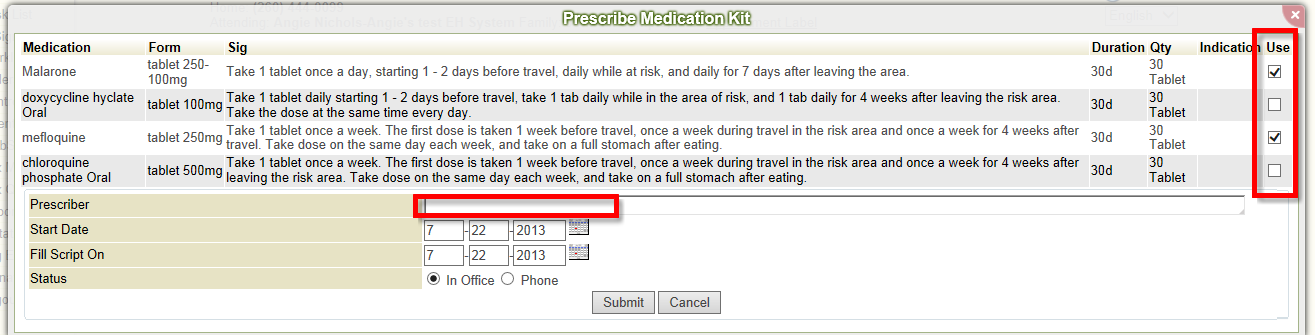 Prescribe Medication Kit
Medication Form Sig Duration Qty Indication Use
Malarone tablet 250-100mg Take 1 tablet once a day, starting 1 - 2 days before travel, daily while at risk, and daily for 7 days after leaving the area. 30d 30 Tablet
doxycycline hyclate Oral tablet 100mg Take 1 tablet daily starting 1 - 2 days before travel, take 1 tab daily while in the area of risk, and 1 tab daily for 4 weeks after leaving the risk area.
Take the dose at the same time every day. 30d 30 Tablet
mefloquine tablet 250mg Take 1 tablet once a week. The first dose is taken 1 week before travel, once a week during travel in the risk area and once a week for 4 weeks after
travel. Take dose on the same day each week, and take on a full stomach after eating. 30d 30 Tablet
chloroquine phosphate Oral tablet 500mg Take 1 tablet once a week. The first dose is taken 1 week before travel, once a week during travel in the risk area and once a week for 4 weeks after
leaving the risk area. Take dose on the same day each week, and take on a full stomach after eating. 30d 30 Tablet
Prescriber
Start Date 7 - 22 - 2013
Fill Script On 7 - 22 - 2013
Status In Office Phone
Submit Cancel